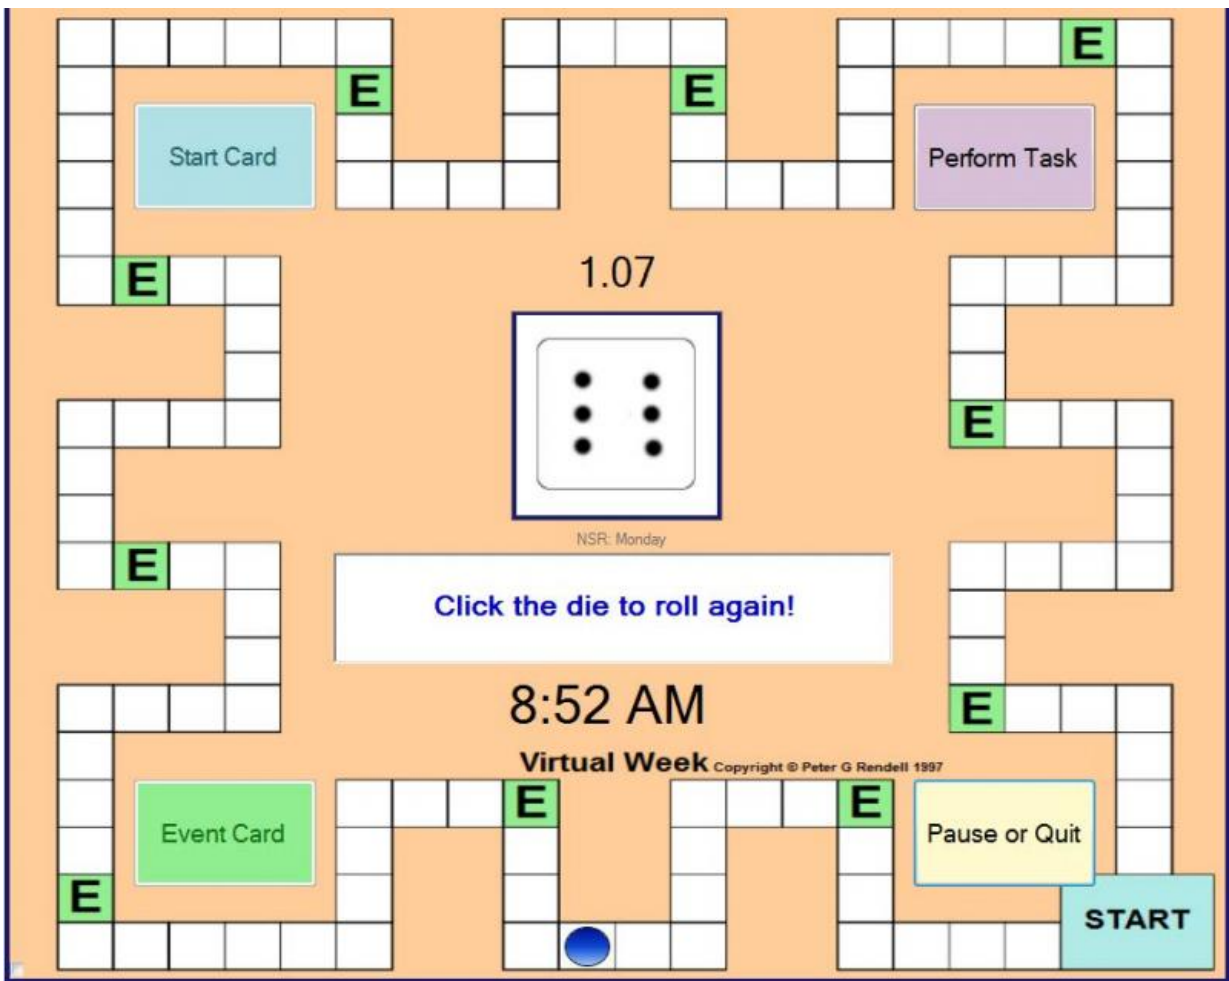 E
E E
Start Card Perform Task
E 1.07
E
NSR: Monday
E
Click the die to roll again!
8:52 AM E
Virtual Week Copyright © Peter G Rendell 1997
E E
Event Card Pause or Quit
E
START